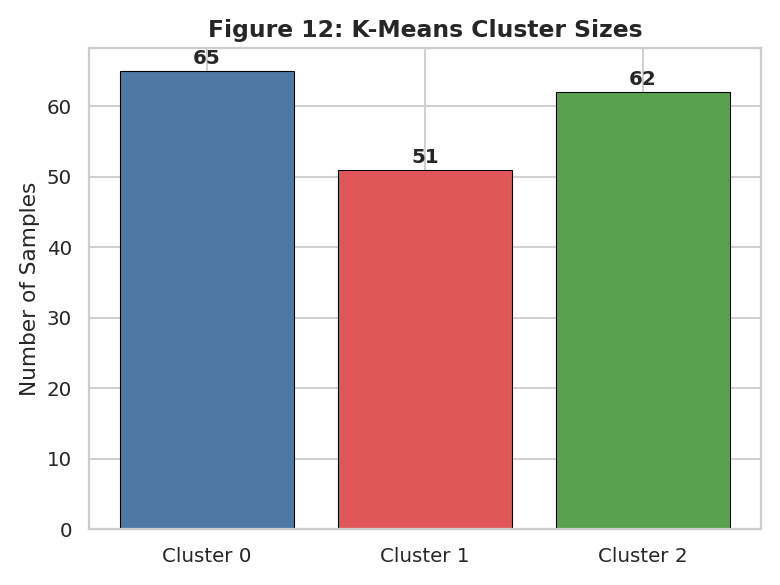 Figure 12: K-Means Cluster Sizes
65
51
62
Number of Samples
60
50
40
30
20
10
0
Cluster 0
Cluster 1
Cluster 2